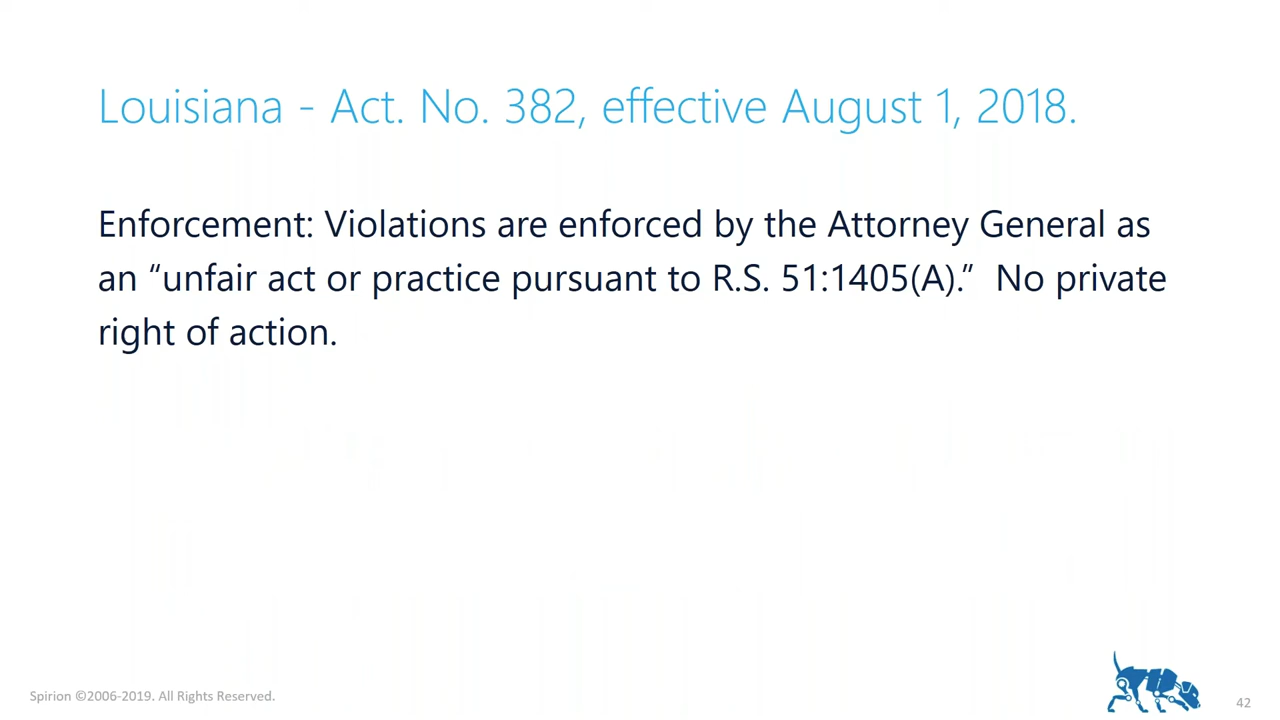 Louisiana - Act. No. 382, effective August 1, 2018.
Enforcement: Violations are enforced by the Attorney General as
an “unfair act or practice pursuant to R.S. 51:1405(A).”  No private
right of action.
Spirion ©2006-2019. All Rights Reserved.
42